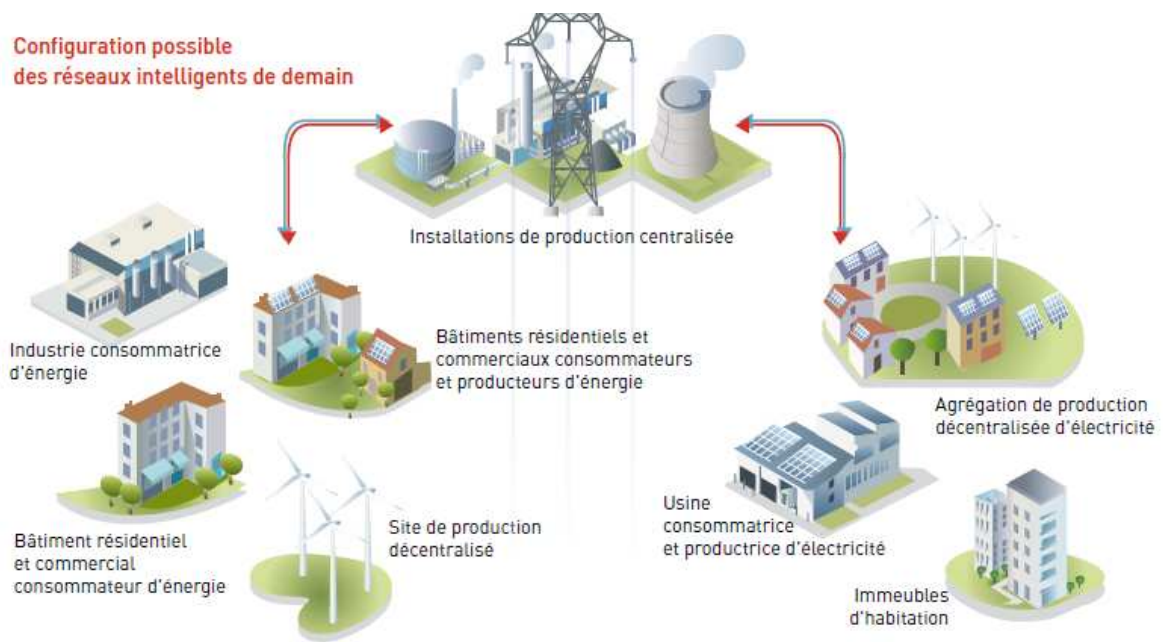 Configuration possible
des réseaux intelligents de demain
Installations de production centralisée
Industrie consommatrice
d'énergie
Bâtiments résidentiels et
commerciaux consommateurs
et producteurs d'énergie
Agrégation de production
décentralisée d'électricité
Bâtiment résidentiel
et commercial
consommateur d'énergie
Site de production
décentralisé
Usine
consommatrice
et productrice d'électricité
Immeubles
d'habitation